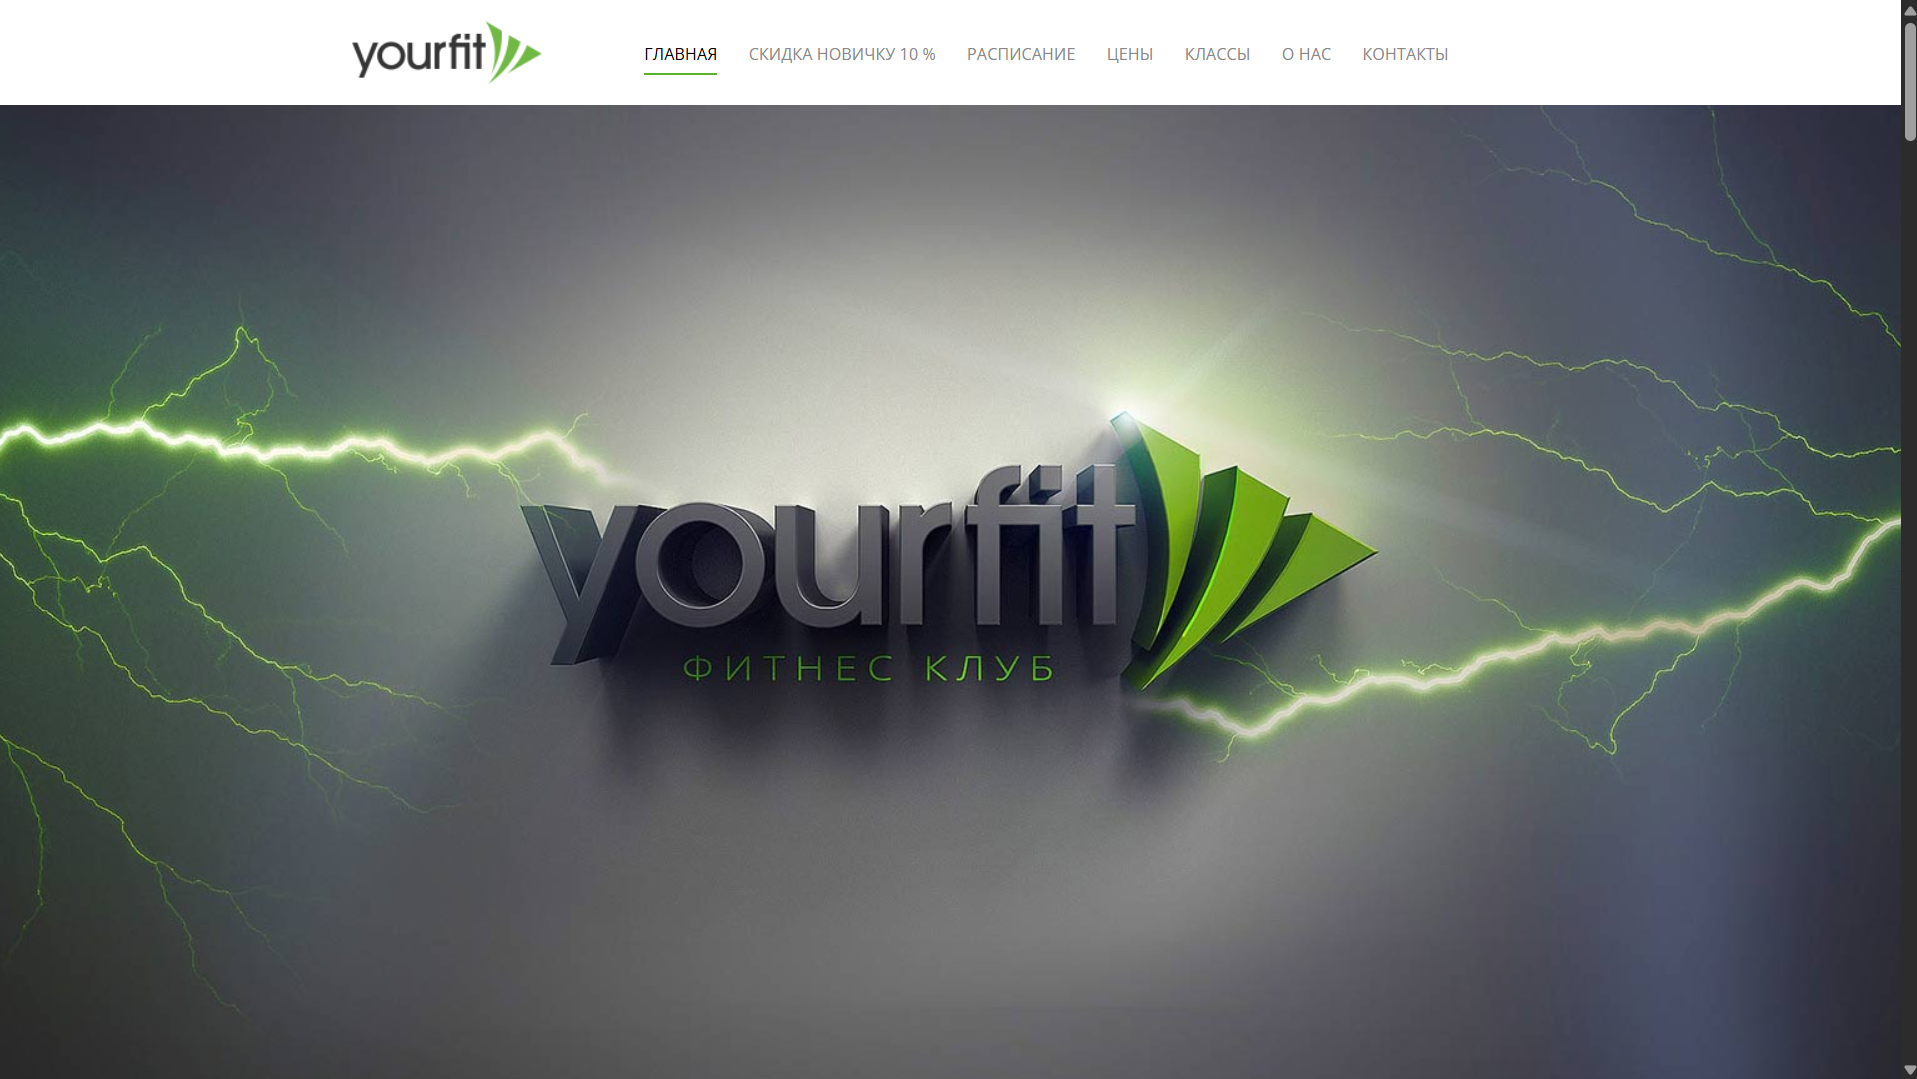 yourfit
ГЛАВНАЯ СКИДКА НОВИЧКУ 10 % РАСПИСАНИЕ ЦЕНЫ КЛАССЫ О НАС КОНТАКТЫ
yourfit
ФИТНЕС КЛУБ